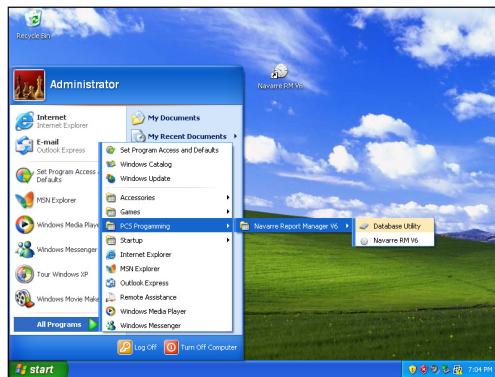 Recycle Bin
Navarre RM V6
Administrator
Internet
Internet Explorer
E-mail
Outlook Express
Set Program Access
Defaults
MSN Explorer
Windows Media Playe
Windows Messenger
Tour Windows XP
Windows Movie Make
All Programs
My Documents
My Recent Documents
Set Program Access and Defaults
Windows Catalog
Windows Update
Accessories
Games
PCS Progamming
Startup
Internet Explorer
MSN Explorer
Outlook Express
Remote Assistance
Windows Media Player
Windows Messenger
Navarre Report Manager V6
Database Utility
Navarre RM V6
Log Off
Turn Off Computer
start
7:04 PM